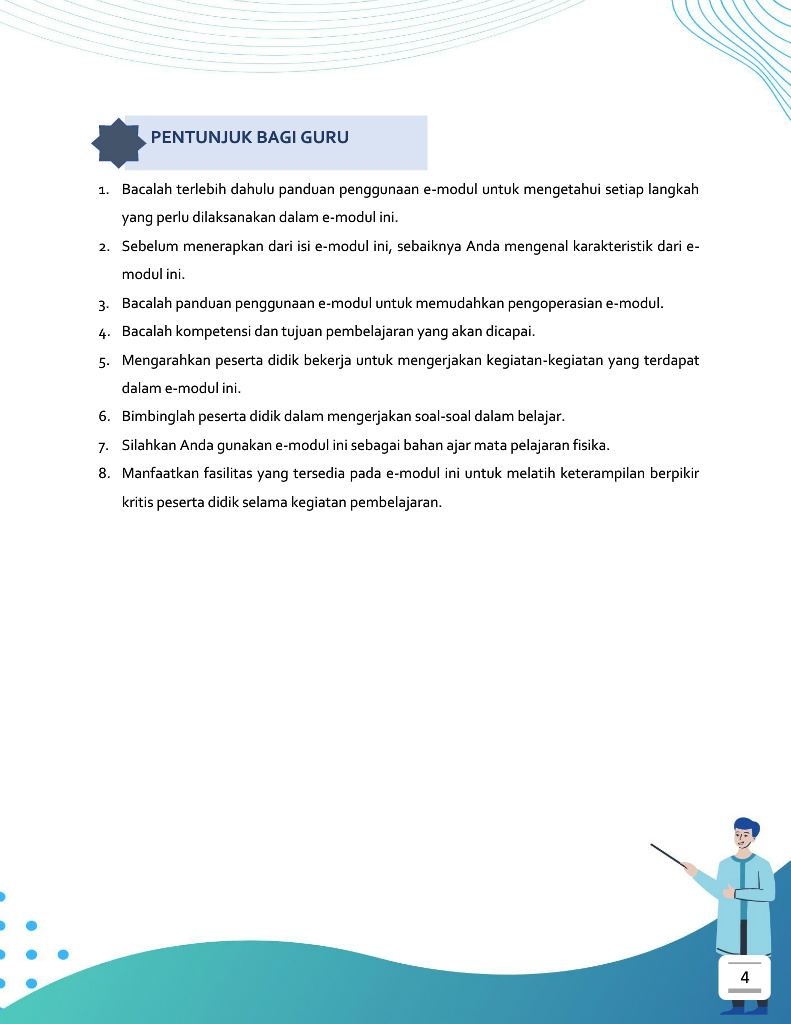 PENTUNJUK BAGI GURU
1. Bacalah terlebih dahulu panduan penggunaan e-modul untuk mengetahui setiap langkah
yang perlu dilaksanakan dalam e-modul ini.
2. Sebelum menerapkan dari isi e-modul ini, sebaiknya Anda mengenal karakteristik dari e-
modul ini.
3. Bacalah panduan penggunaan e-modul untuk memudahkan pengoperasian e-modul.
4. Bacalah kompetensi dan tujuan pembelajaran yang akan dicapai.
5. Mengarahkan peserta didik bekerja untuk mengerjakan kegiatan-kegiatan yang terdapat
dalam e-modul ini.
6. Bimbinglah peserta didik dalam mengerjakan soal-soal dalam belajar.
7. Silahkan Anda gunakan e-modul ini sebagai bahan ajar mata pelajaran fisika.
8. Manfaatkan fasilitas yang tersedia pada e-modul ini untuk melatih keterampilan berpikir
kritis peserta didik selama kegiatan pembelajaran.
4